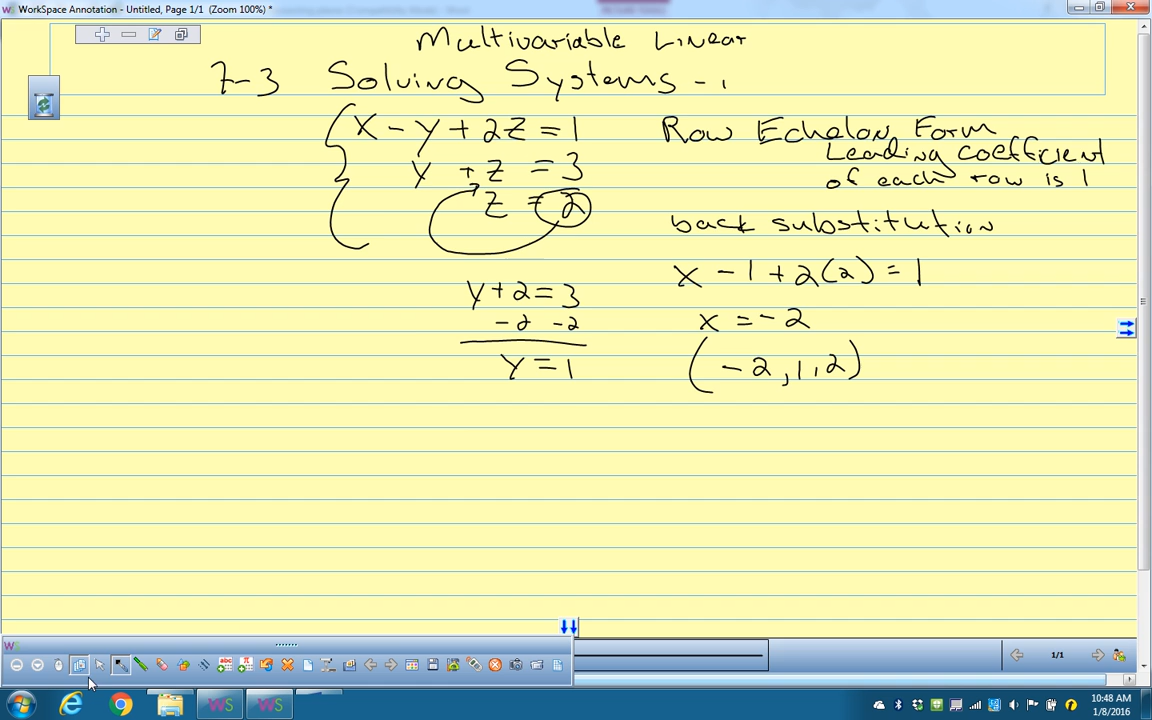 WorkSpace Annotation - Untitled, Page 1/1 (Zoom 100%) *
Multivariable Linear
7-3 Solving Systems -
x - y + 2z = 1
y + z = 3
z = 2
y + 2 = 3
-2 -2
y = 1
Row Echelon Form
Leading coefficient
of each row is 1
back substitution
x - 1 + 2(2) = 1
x = -2
(-2, 1, 2)
WS
1/1
10:48 AM
1/8/2016